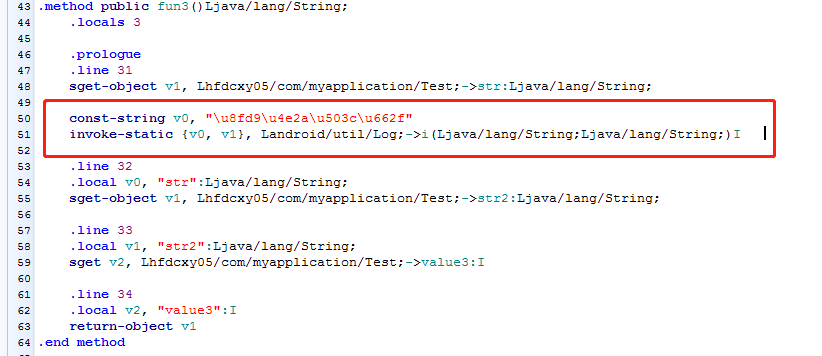 43 .method public fun3()Ljava/lang/String;
44     .locals 3
45
46     .prologue
47     .line 31
48     sget-object v1, Lhfdcxy05/com/myapplication/Test;->str:Ljava/lang/String;
49
50     const-string v0, "\u8fd9\u4e2a\u503c\u662f"
51     invoke-static {v0, v1}, Landroid/util/Log;->i(Ljava/lang/String;Ljava/lang/String;)I
52
53     .line 32
54     .local v0, "str":Ljava/lang/String;
55     sget-object v1, Lhfdcxy05/com/myapplication/Test;->str2:Ljava/lang/String;
56
57     .line 33
58     .local v1, "str2":Ljava/lang/String;
59     sget v2, Lhfdcxy05/com/myapplication/Test;->value3:I
60
61     .line 34
62     .local v2, "value3":I
63     return-object v1
64 .end method